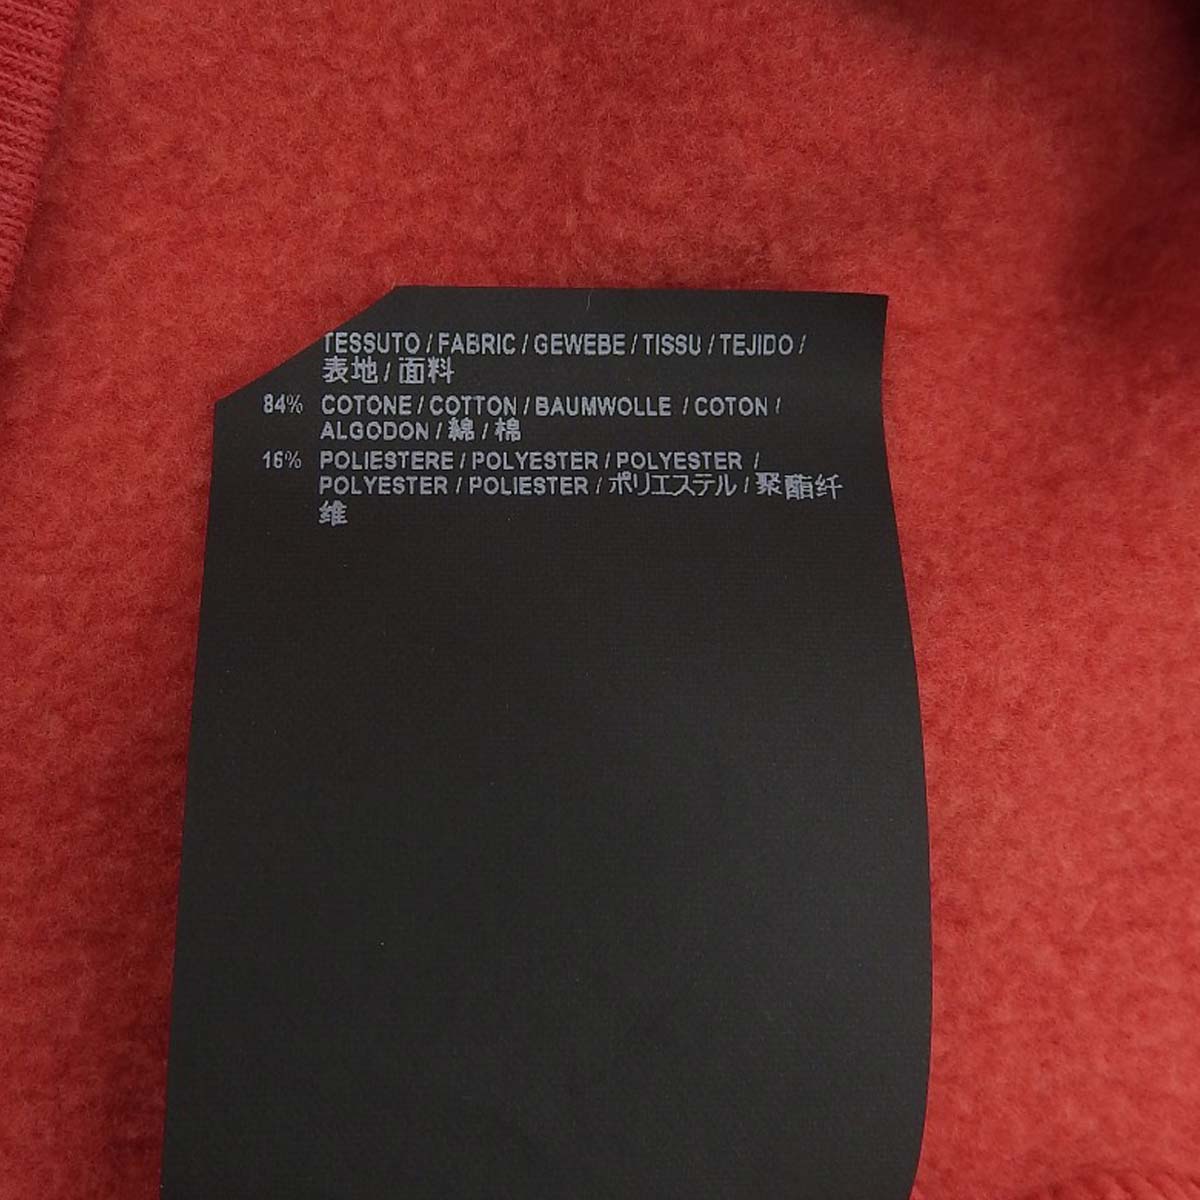 TESSUTO / FABRIC / GEWEBE / TISSU / TEJIDO /
表地 / 面料
84% COTONE / COTTON / BAUMWOLLE / COTON /
ALGODON / 綿 / 棉
16% POLIESTERE / POLYESTER / POLYESTER /
POLYESTER / POLIESTER / ポリエステル / 聚酯纤
维